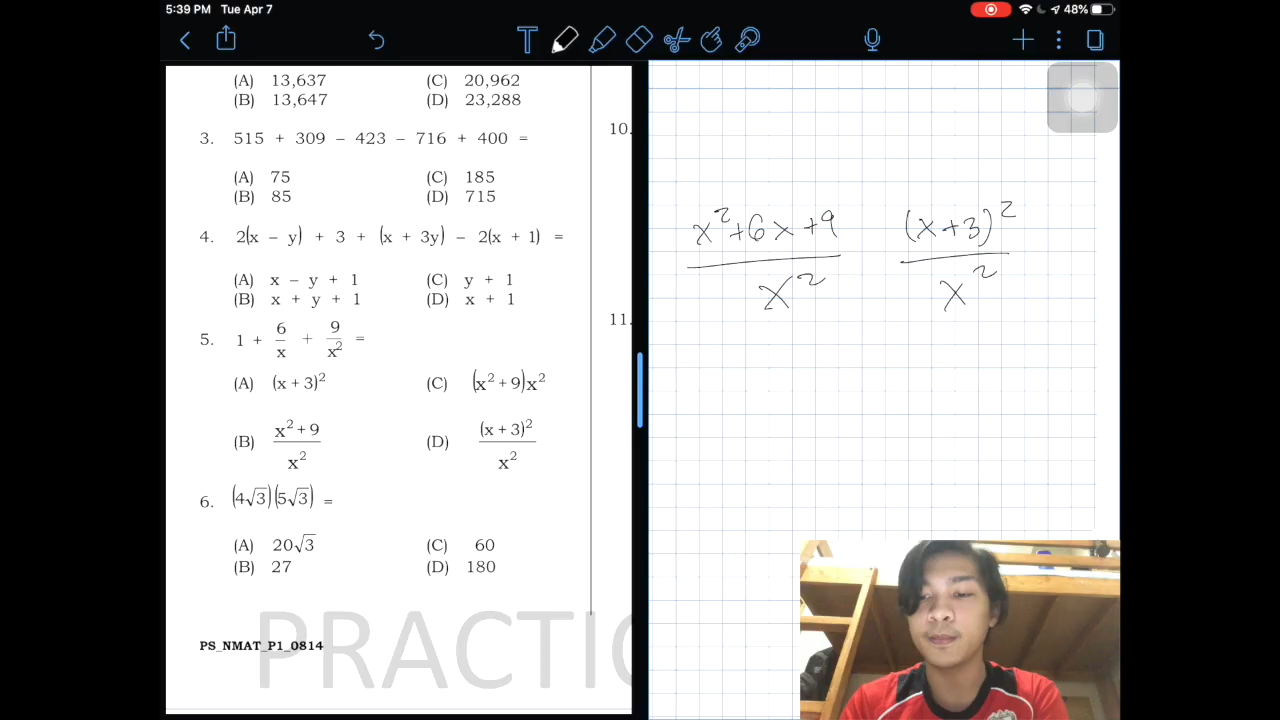 5:39 PM Tue Apr 7 48%
(A) 13,637 (C) 20,962
(B) 13,647 (D) 23,288
3. 515 + 309 – 423 – 716 + 400 =
(A) 75 (C) 185
(B) 85 (D) 715
4. 2(x – y) + 3 + (x + 3y) – 2(x + 1) =
(A) x – y + 1 (C) y + 1
(B) x + y + 1 (D) x + 1
5. 1 + 6/x + 9/x² =
(A) (x + 3)² (C) (x² + 9)x²
(B) x² + 9 / x² (D) (x + 3)² / x²
6. (4√3)(5√3) =
(A) 20√3 (C) 60
(B) 27 (D) 180
PRACTIC
PS_NMAT_P1_0814
10.
11.
x²+6x+9 / x² (x+3)² / x²